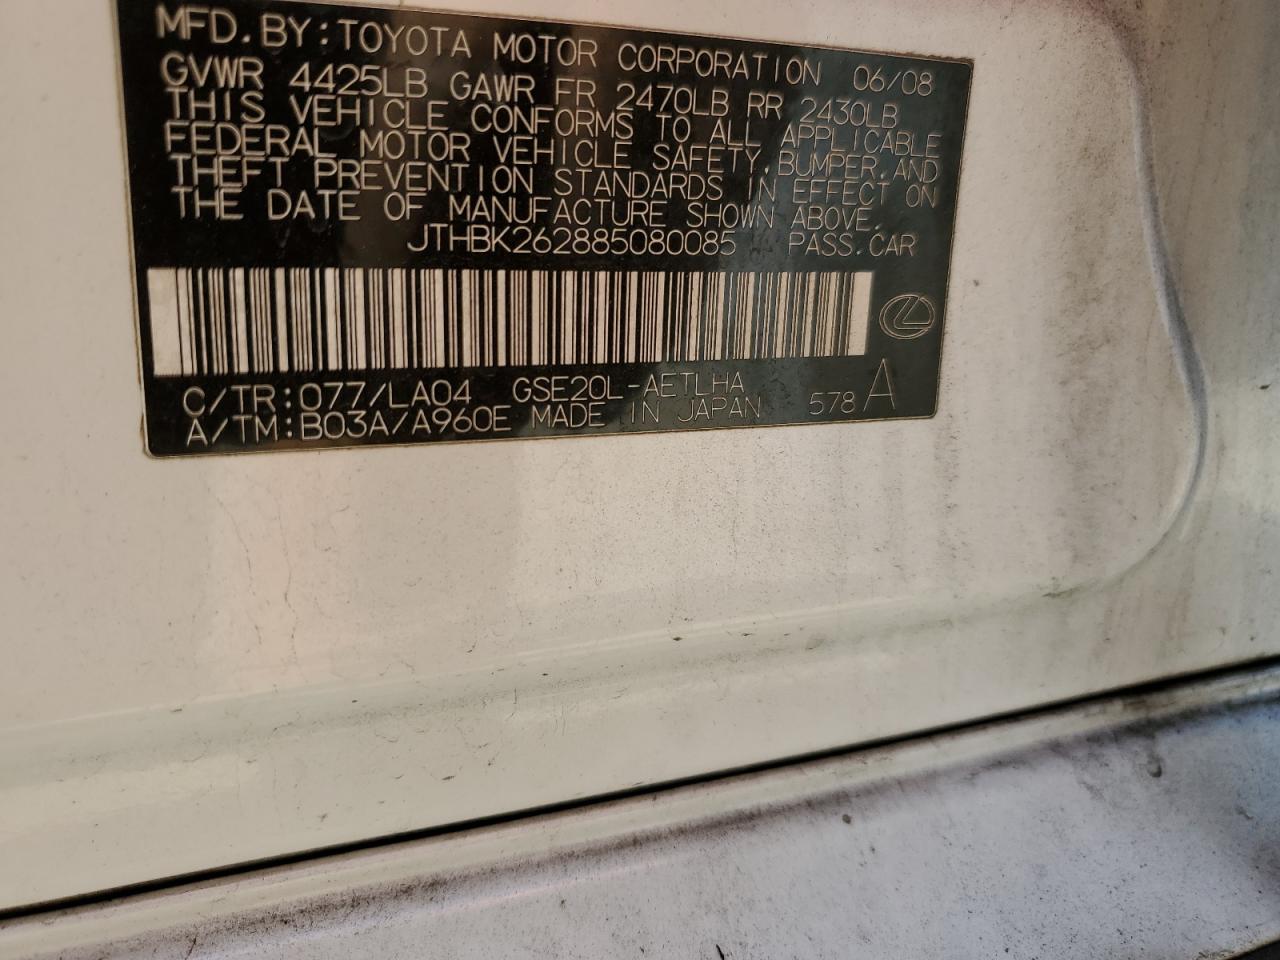 MFD.BY:TOYOTA MOTOR CORPORATION 06/08
GVWR 4425LB GAWR FR 2470LB RR 2430LB
THIS VEHICLE CONFORMS TO ALL APPLICABLE
FEDERAL MOTOR VEHICLE SAFETY,BUMPER,AND
THEFT PREVENTION STANDARDS IN EFFECT ON
THE DATE OF MANUFACTURE SHOWN ABOVE.
JTHBK262885080085 PASS.CAR
C/TR:077/LA04 GSE20L-AETLHA
A/TM:B03A/A960E MADE IN JAPAN 578 A